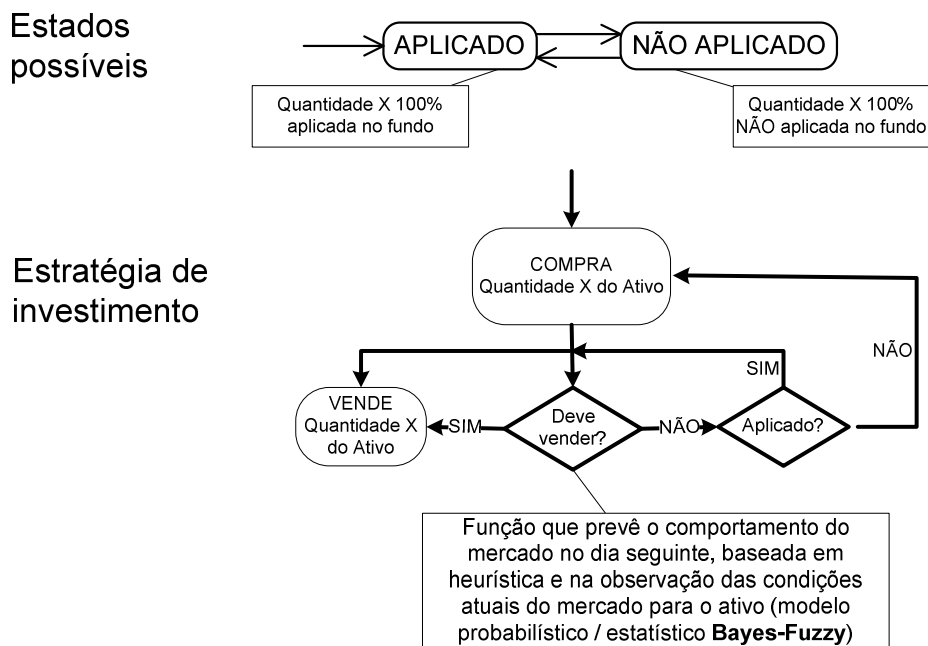 Estados
possíveis
APLICADO
NÃO APLICADO
Quantidade X 100%
aplicada no fundo
Quantidade X 100%
NÃO aplicada no fundo
Estratégia de
investimento
COMPRA
Quantidade X do Ativo
NÃO
SIM
VENDE
Quantidade X
do Ativo
SIM
Deve
vender?
NÃO
Aplicado?
Função que prevê o comportamento do
mercado no dia seguinte, baseada em
heurística e na observação das condições
atuais do mercado para o ativo (modelo
probabilístico / estatístico Bayes-Fuzzy)